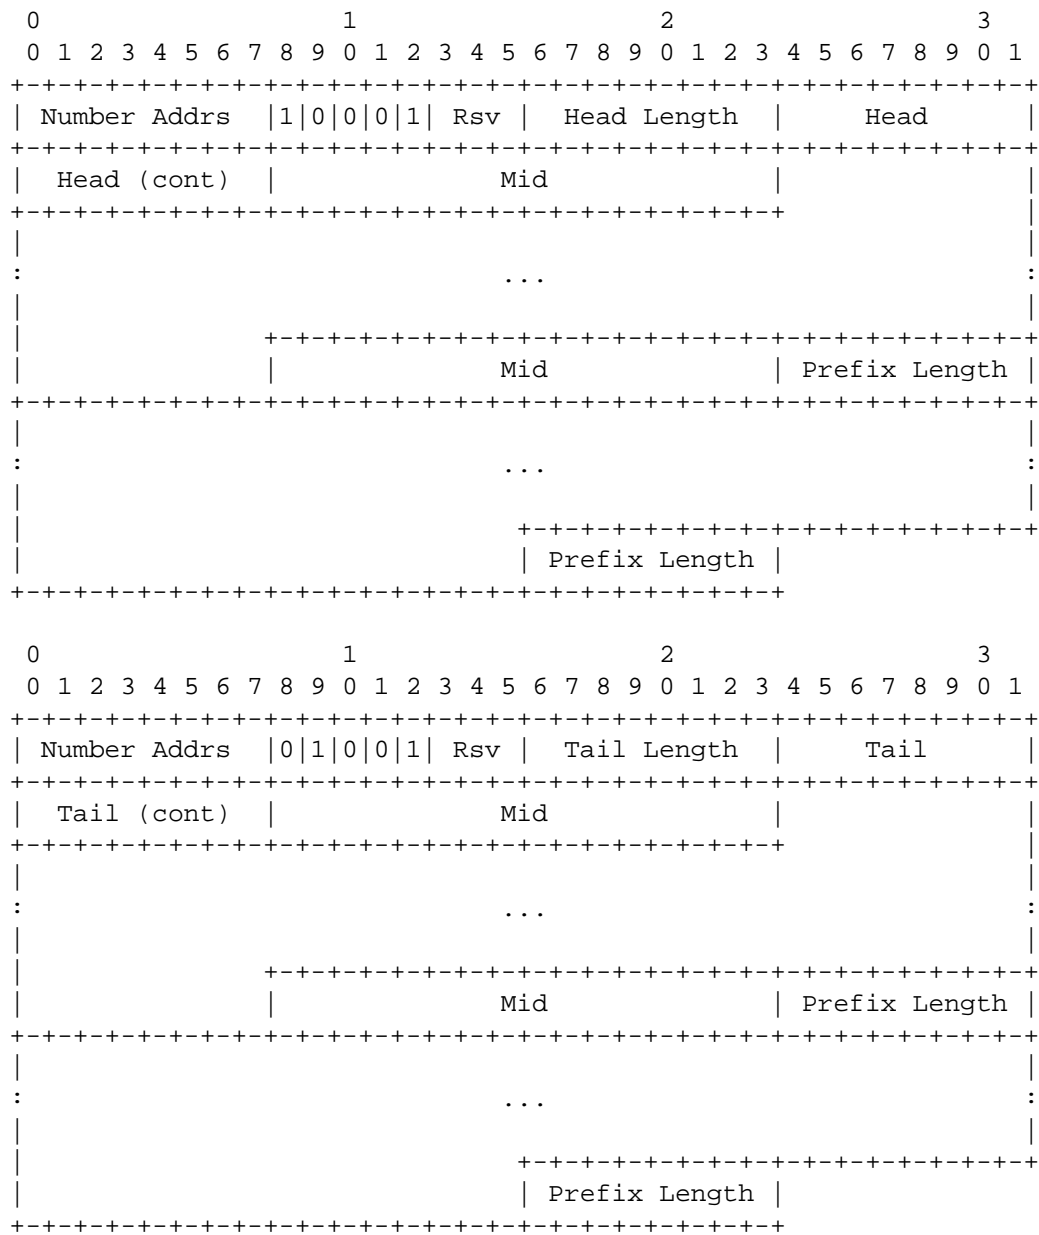 0                   1                   2                   3
 0 1 2 3 4 5 6 7 8 9 0 1 2 3 4 5 6 7 8 9 0 1 2 3 4 5 6 7 8 9 0 1
+-+-+-+-+-+-+-+-+-+-+-+-+-+-+-+-+-+-+-+-+-+-+-+-+-+-+-+-+-+-+-+-+
| Number Addrs  |1|0|0|0|1| Rsv |  Head Length  |     Head      |
+-+-+-+-+-+-+-+-+-+-+-+-+-+-+-+-+-+-+-+-+-+-+-+-+-+-+-+-+-+-+-+-+
|  Head (cont)  |              Mid              |               |
+-+-+-+-+-+-+-+-+-+-+-+-+-+-+-+-+-+-+-+-+-+-+-+-+               |
|                                                               |
:                              ...                              :
|                                                               |
|               +-+-+-+-+-+-+-+-+-+-+-+-+-+-+-+-+-+-+-+-+-+-+-+-+
|               |              Mid              | Prefix Length |
+-+-+-+-+-+-+-+-+-+-+-+-+-+-+-+-+-+-+-+-+-+-+-+-+-+-+-+-+-+-+-+-+
|                                                               |
:                              ...                              :
|                                                               |
|                               +-+-+-+-+-+-+-+-+-+-+-+-+-+-+-+-+
|                               | Prefix Length |
+-+-+-+-+-+-+-+-+-+-+-+-+-+-+-+-+-+-+-+-+-+-+-+-+

 0                   1                   2                   3
 0 1 2 3 4 5 6 7 8 9 0 1 2 3 4 5 6 7 8 9 0 1 2 3 4 5 6 7 8 9 0 1
+-+-+-+-+-+-+-+-+-+-+-+-+-+-+-+-+-+-+-+-+-+-+-+-+-+-+-+-+-+-+-+-+
| Number Addrs  |0|1|0|0|1| Rsv |  Tail Length  |     Tail      |
+-+-+-+-+-+-+-+-+-+-+-+-+-+-+-+-+-+-+-+-+-+-+-+-+-+-+-+-+-+-+-+-+
|  Tail (cont)  |              Mid              |               |
+-+-+-+-+-+-+-+-+-+-+-+-+-+-+-+-+-+-+-+-+-+-+-+-+               |
|                                                               |
:                              ...                              :
|                                                               |
|               +-+-+-+-+-+-+-+-+-+-+-+-+-+-+-+-+-+-+-+-+-+-+-+-+
|               |              Mid              | Prefix Length |
+-+-+-+-+-+-+-+-+-+-+-+-+-+-+-+-+-+-+-+-+-+-+-+-+-+-+-+-+-+-+-+-+
|                                                               |
:                              ...                              :
|                                                               |
|                               +-+-+-+-+-+-+-+-+-+-+-+-+-+-+-+-+
|                               | Prefix Length |
+-+-+-+-+-+-+-+-+-+-+-+-+-+-+-+-+-+-+-+-+-+-+-+-+